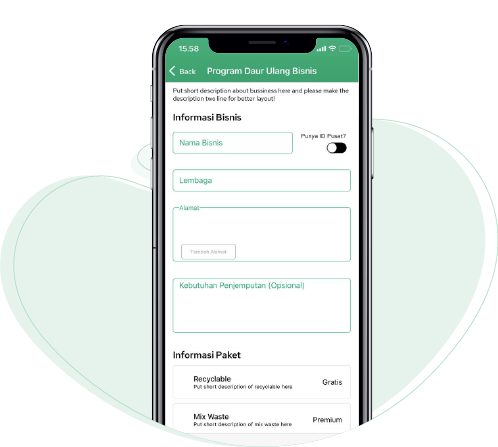 15.58
Back Program Daur Ulang Bisnis
Put short description about bussiness here and please make the
description two line for better layout!
Informasi Bisnis
Punya ID Pusat?
Nama Bisnis
Lembaga
Alamat
Tambah Alamat
Kebutuhan Penjemputan (Opsional)
Informasi Paket
Recyclable
Put short description of recyclable here
Gratis
Mix Waste
Put short description of mix waste here
Premium